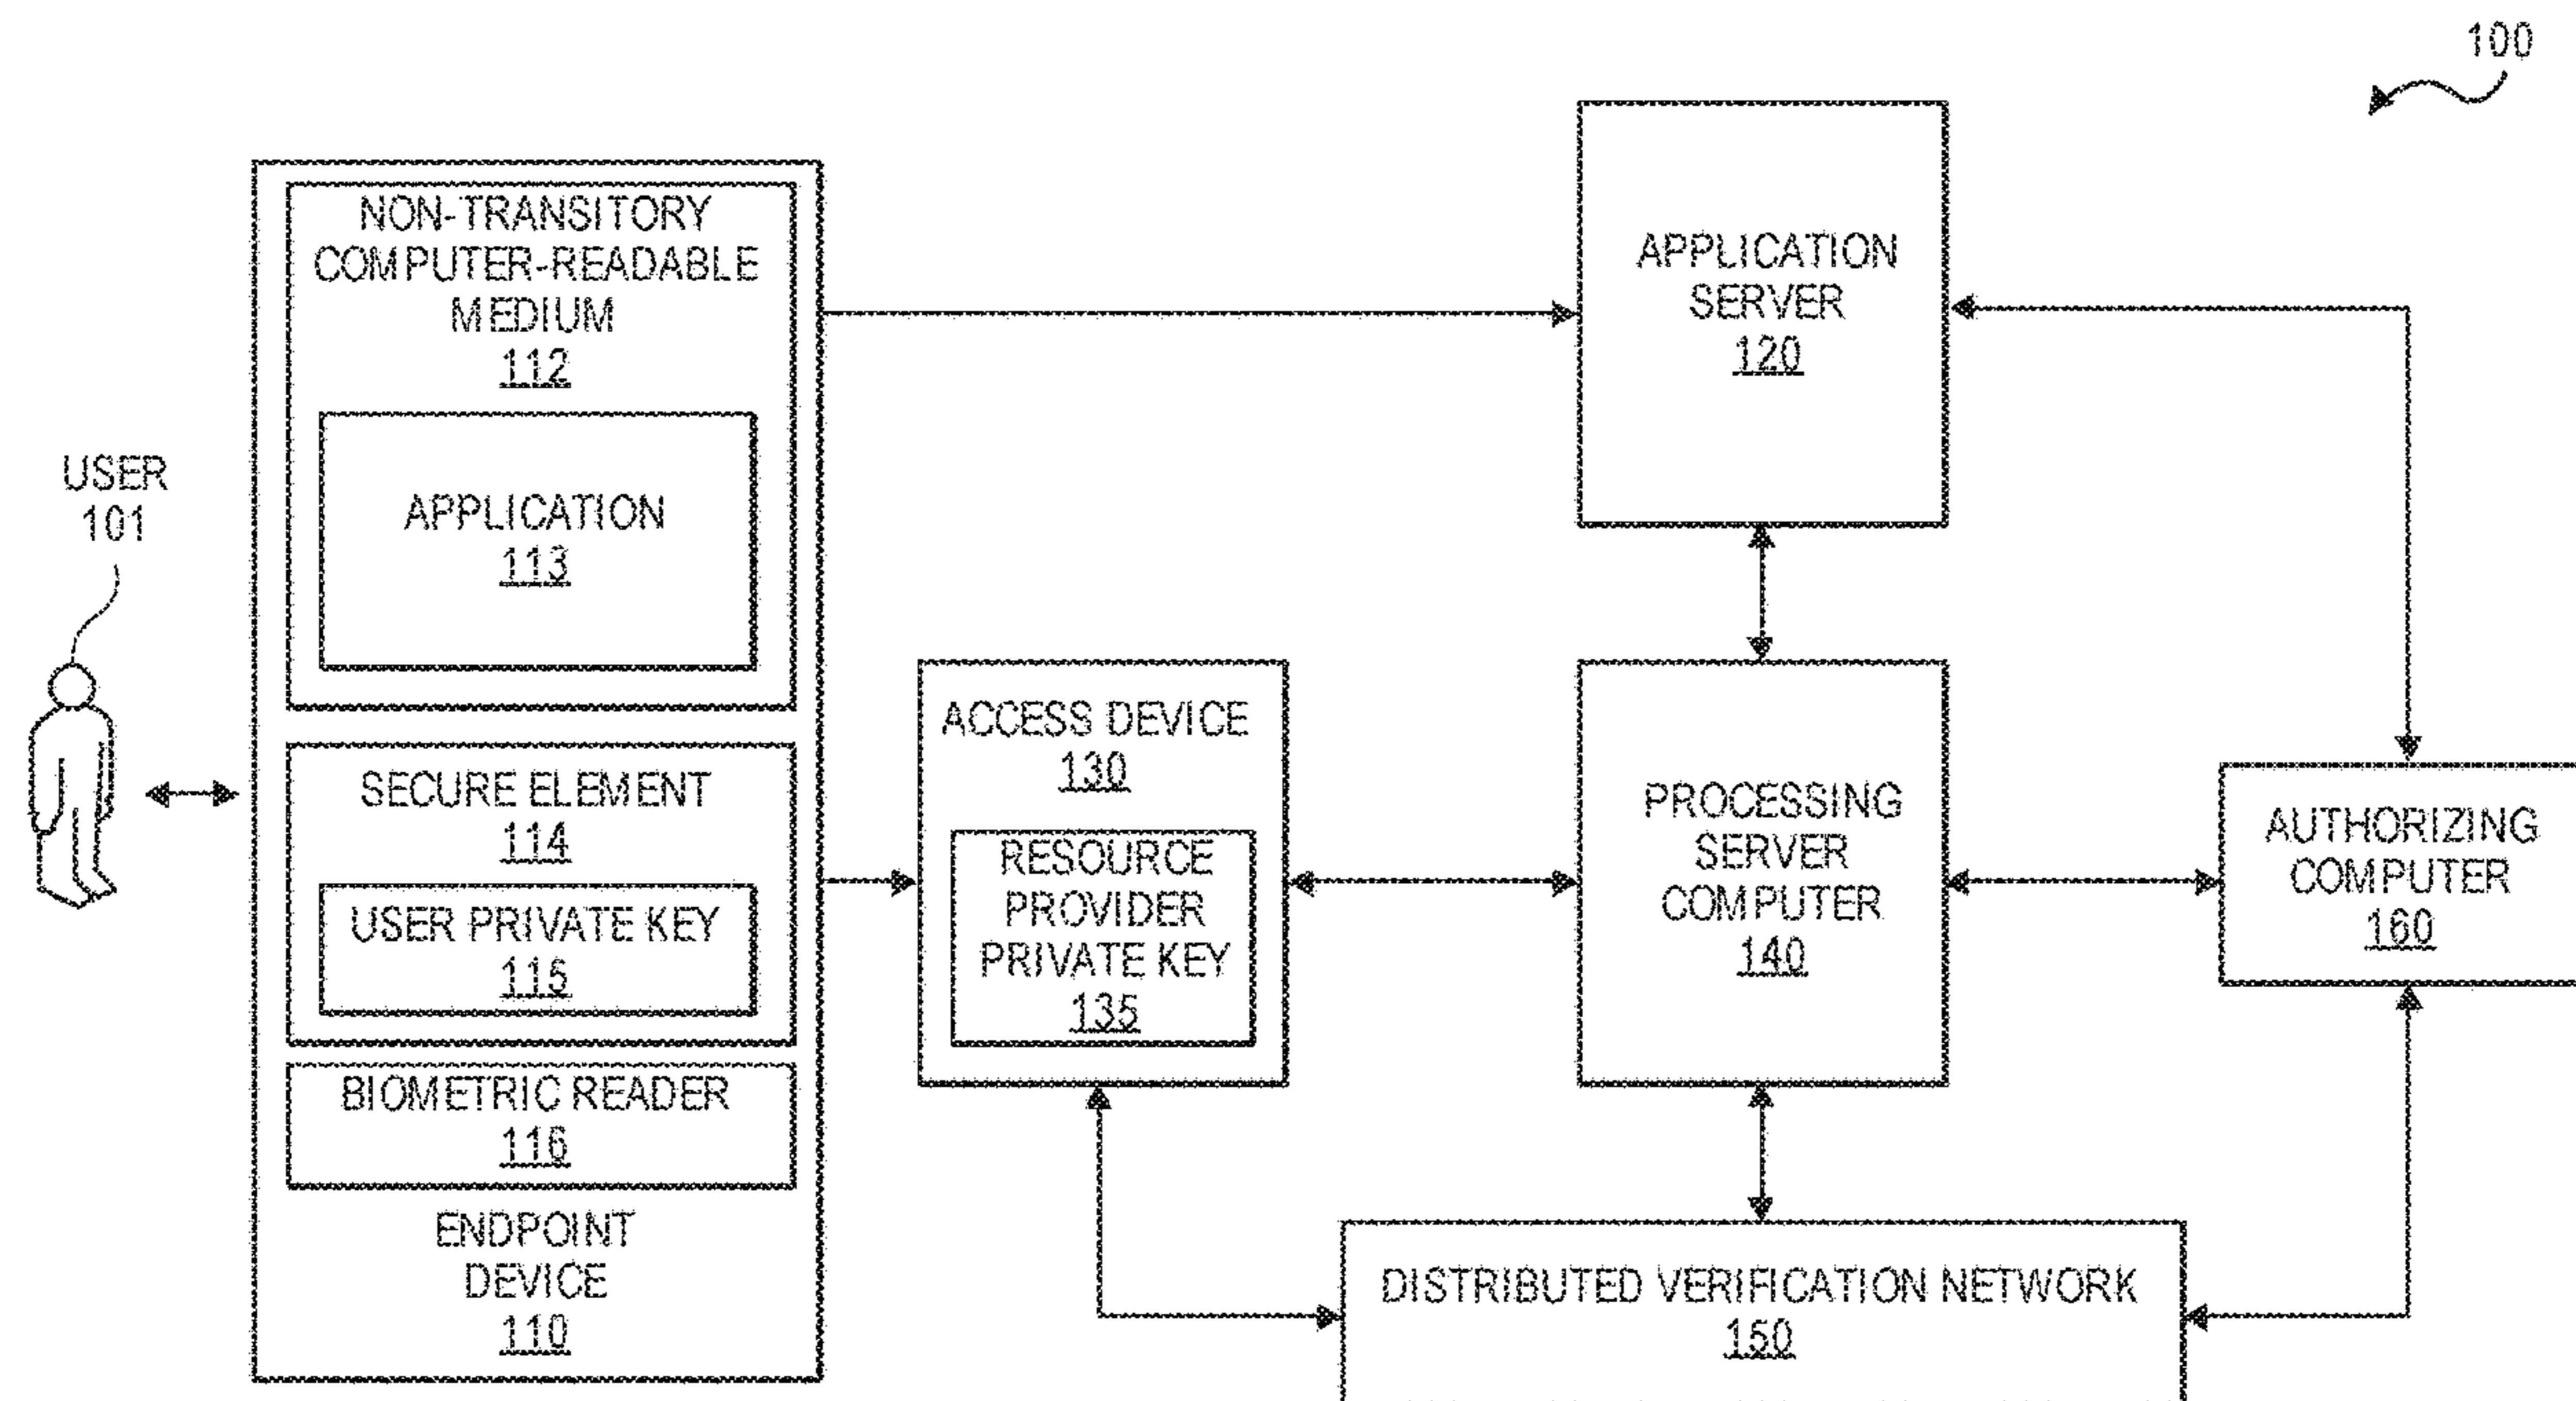 100
NON-TRANSITORY
COMPUTER-READABLE
MEDIUM
112
APPLICATION
113
USER
101
SECURE ELEMENT
114
USER PRIVATE KEY
115
BIOMETRIC READER
116
ENDPOINT
DEVICE
110
APPLICATION
SERVER
120
ACCESS DEVICE
130
RESOURCE
PROVIDER
PRIVATE KEY
135
PROCESSING
SERVER
COMPUTER
140
AUTHORIZING
COMPUTER
160
DISTRIBUTED VERIFICATION NETWORK
150